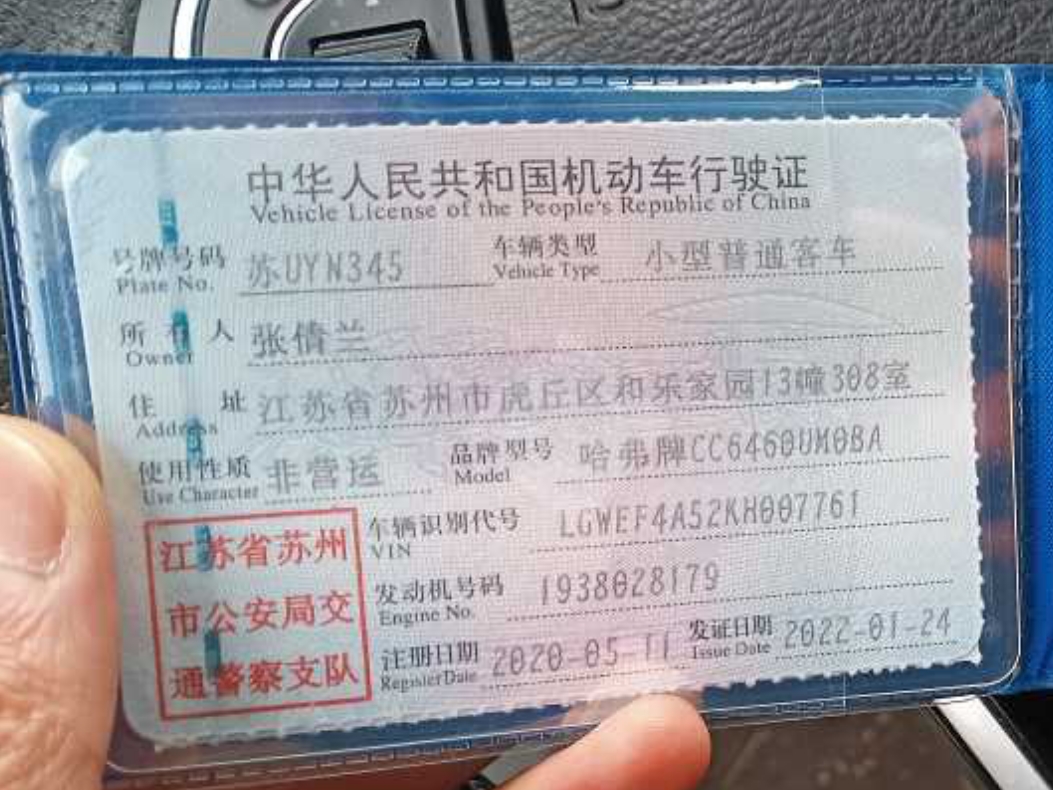 中华人民共和国机动车行驶证
Vehicle License of the People's Republic of China
号牌号码 苏UYN345 车辆类型 小型普通客车
Plate No. Vehicle Type
所有人 张倩兰
Owner
住址 江苏省苏州市虎丘区和乐家园13幢308室
Address
使用性质 非营运 品牌型号 哈弗牌CC6460UM0BA
Use Character Model
江苏省苏州 车辆识别代号 LGWEF4A52KH007761
VIN
市公安局交 发动机号码 1938028179
Engine No.
通警察支队 注册日期 2020-05-11 发证日期 2022-01-24
Register Date Issue Date